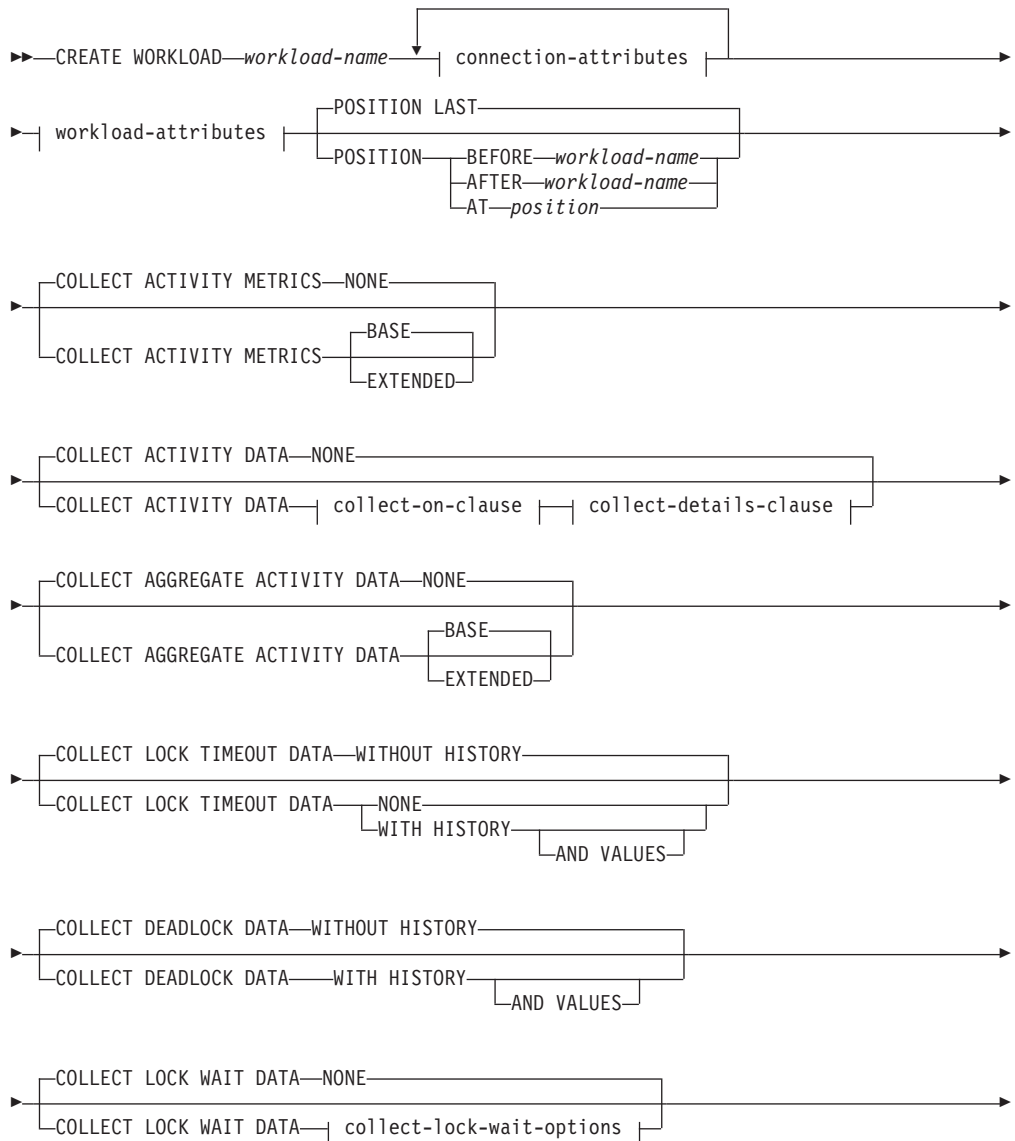 CREATE WORKLOAD workload-name connection-attributes
POSITION LAST
workload-attributes
POSITION BEFORE workload-name
AFTER workload-name
AT position
COLLECT ACTIVITY METRICS NONE
BASE
COLLECT ACTIVITY METRICS
EXTENDED
COLLECT ACTIVITY DATA NONE
COLLECT ACTIVITY DATA collect-on-clause collect-details-clause
COLLECT AGGREGATE ACTIVITY DATA NONE
BASE
COLLECT AGGREGATE ACTIVITY DATA
EXTENDED
COLLECT LOCK TIMEOUT DATA WITHOUT HISTORY
COLLECT LOCK TIMEOUT DATA NONE
WITH HISTORY
AND VALUES
COLLECT DEADLOCK DATA WITHOUT HISTORY
COLLECT DEADLOCK DATA WITH HISTORY
AND VALUES
COLLECT LOCK WAIT DATA NONE
COLLECT LOCK WAIT DATA collect-lock-wait-options